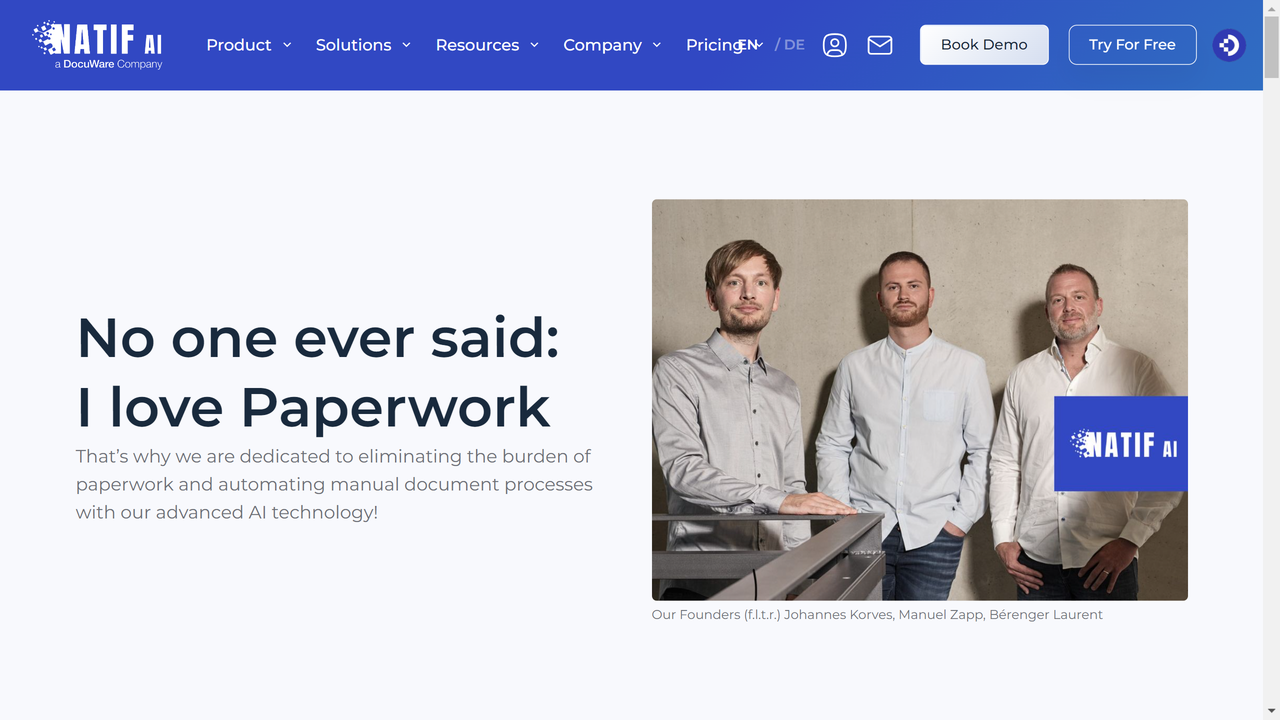 NATIF AI
a DocuWare Company
Product
Solutions
Resources
Company
Pricing
EN / DE
Book Demo
Try For Free
No one ever said:
I love Paperwork
That's why we are dedicated to eliminating the burden of
paperwork and automating manual document processes
with our advanced AI technology!
NATIF AI
Our Founders (f.l.t.r.) Johannes Korves, Manuel Zapp, Bérenger Laurent